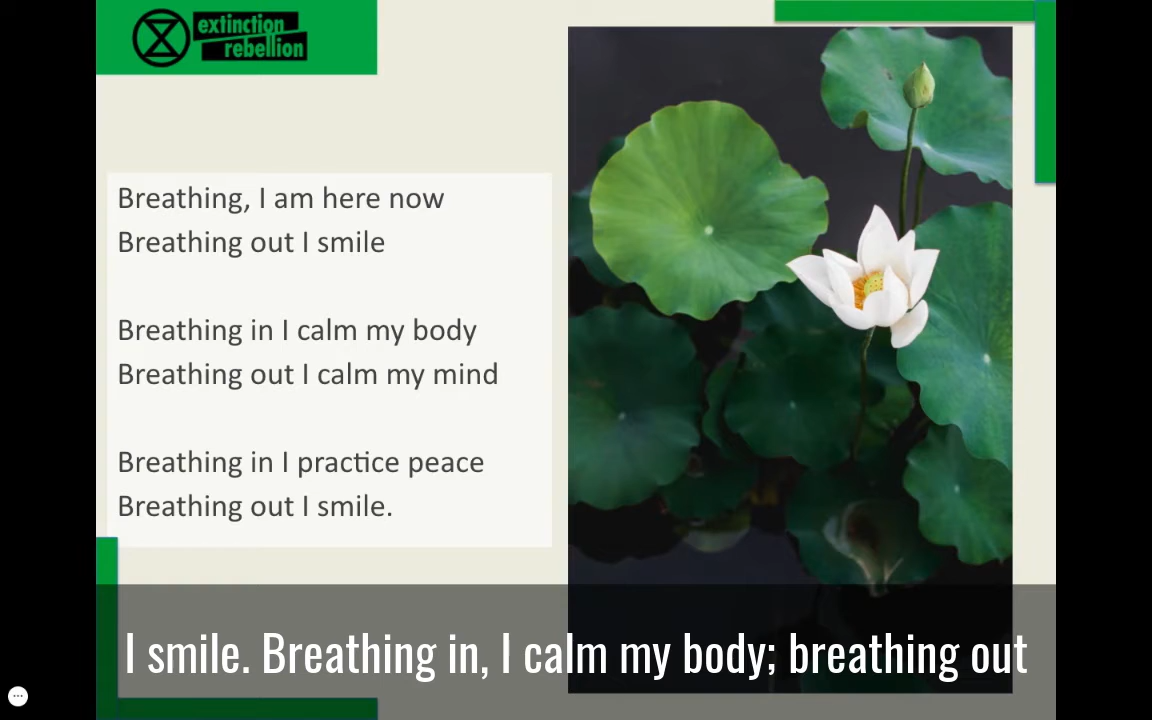 extinction
rebellion
Breathing, I am here now
Breathing out I smile
Breathing in I calm my body
Breathing out I calm my mind
Breathing in I practice peace
Breathing out I smile.
I smile. Breathing in, I calm my body; breathing out